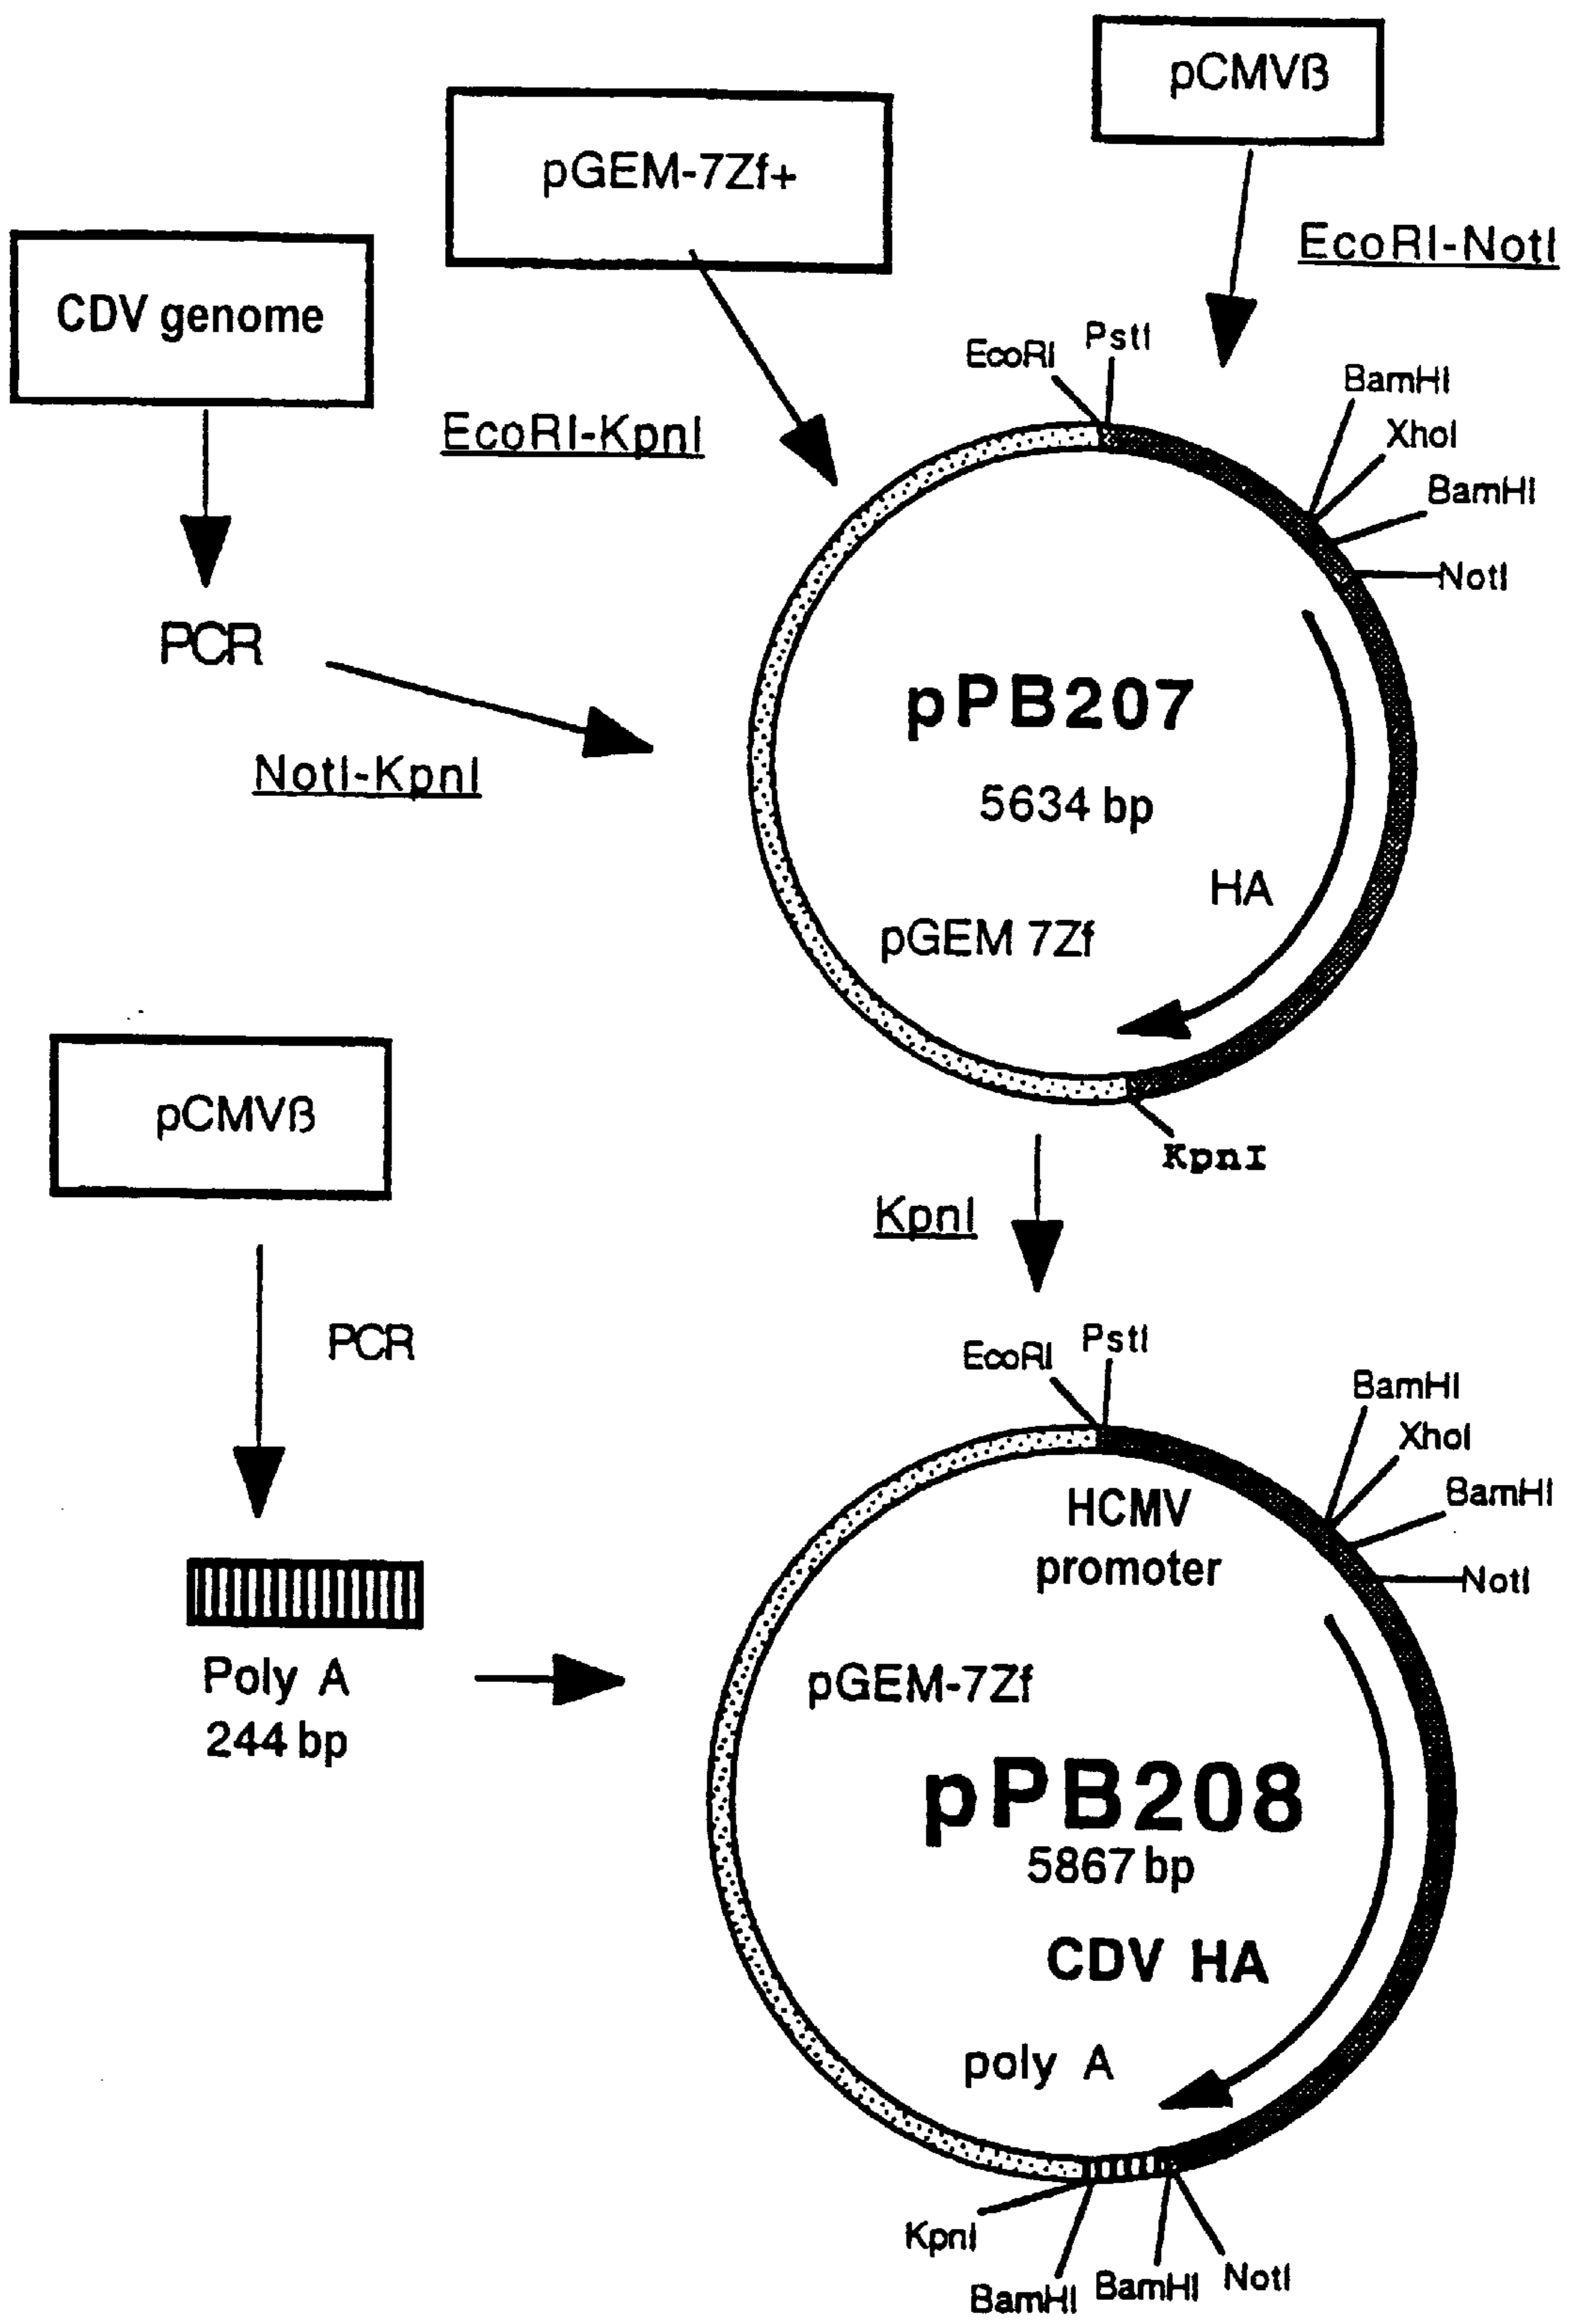 pCMVß
pGEM-7Zf+
EcoRI-NotI
CDV genome
EcoRI-KpnI
EcoRI
PstI
BamHI
XhoI
BamHI
NotI
PCR
NotI-KpnI
pPB207
5634 bp
HA
pGEM 7Zf
pCMVß
KpnI
KpnI
PCR
EcoRI
PstI
BamHI
XhoI
BamHI
NotI
HCMV
promoter
Poly A
244 bp
pGEM-7Zf
pPB208
5867 bp
CDV HA
poly A
KpnI
BamHI
BamHI
NotI